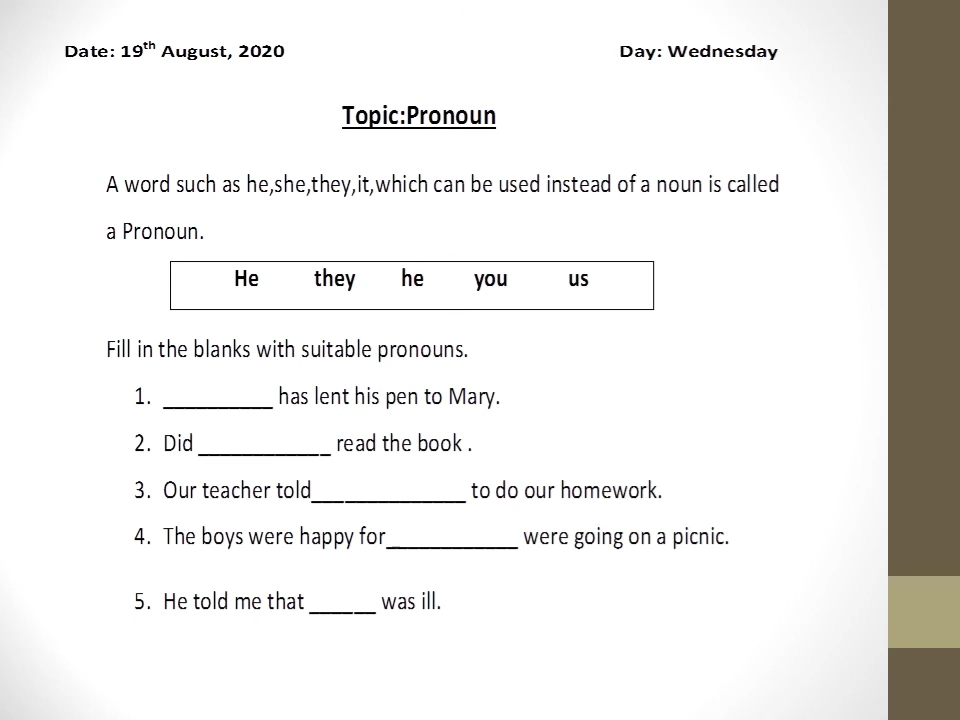 Date: 19th August, 2020 Day: Wednesday
Topic:Pronoun
A word such as he,she,they,it,which can be used instead of a noun is called
a Pronoun.
He they he you us
Fill in the blanks with suitable pronouns.
1. __________ has lent his pen to Mary.
2. Did ____________ read the book .
3. Our teacher told______________ to do our homework.
4. The boys were happy for____________ were going on a picnic.
5. He told me that ______ was ill.